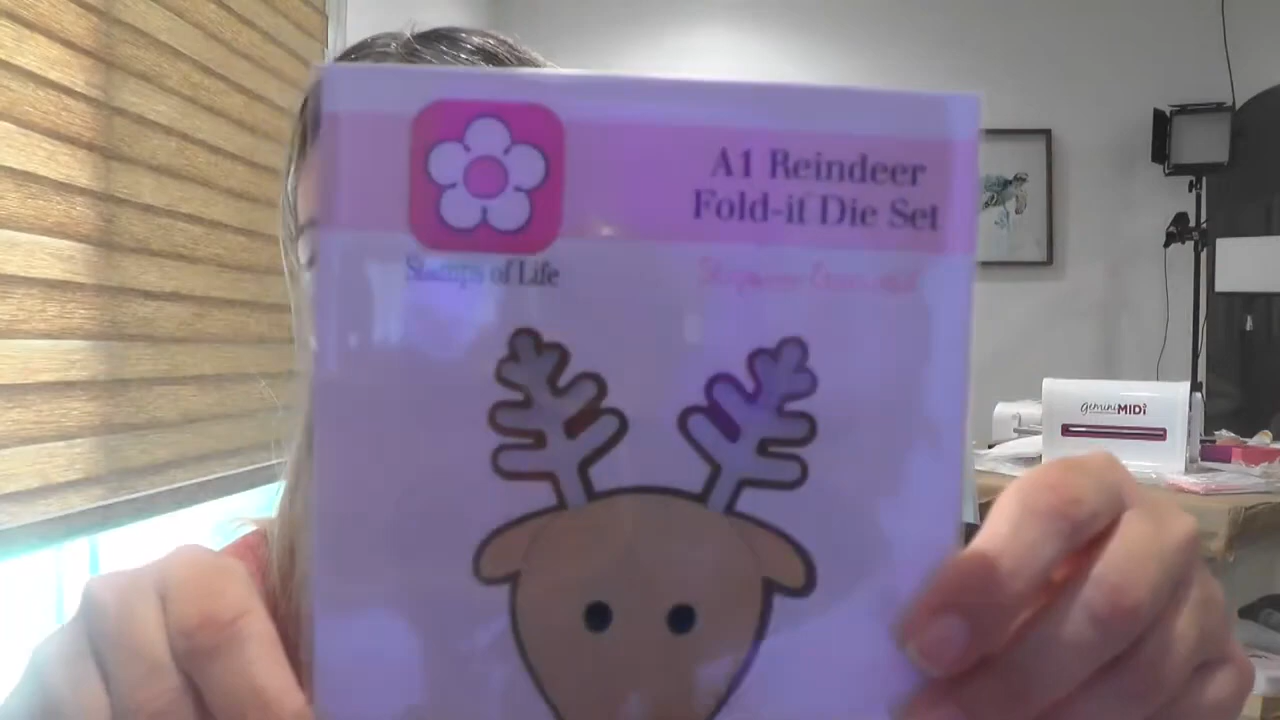 A1 Reindeer
Fold-it Die Set
Stamps of Life
gemini MIDi